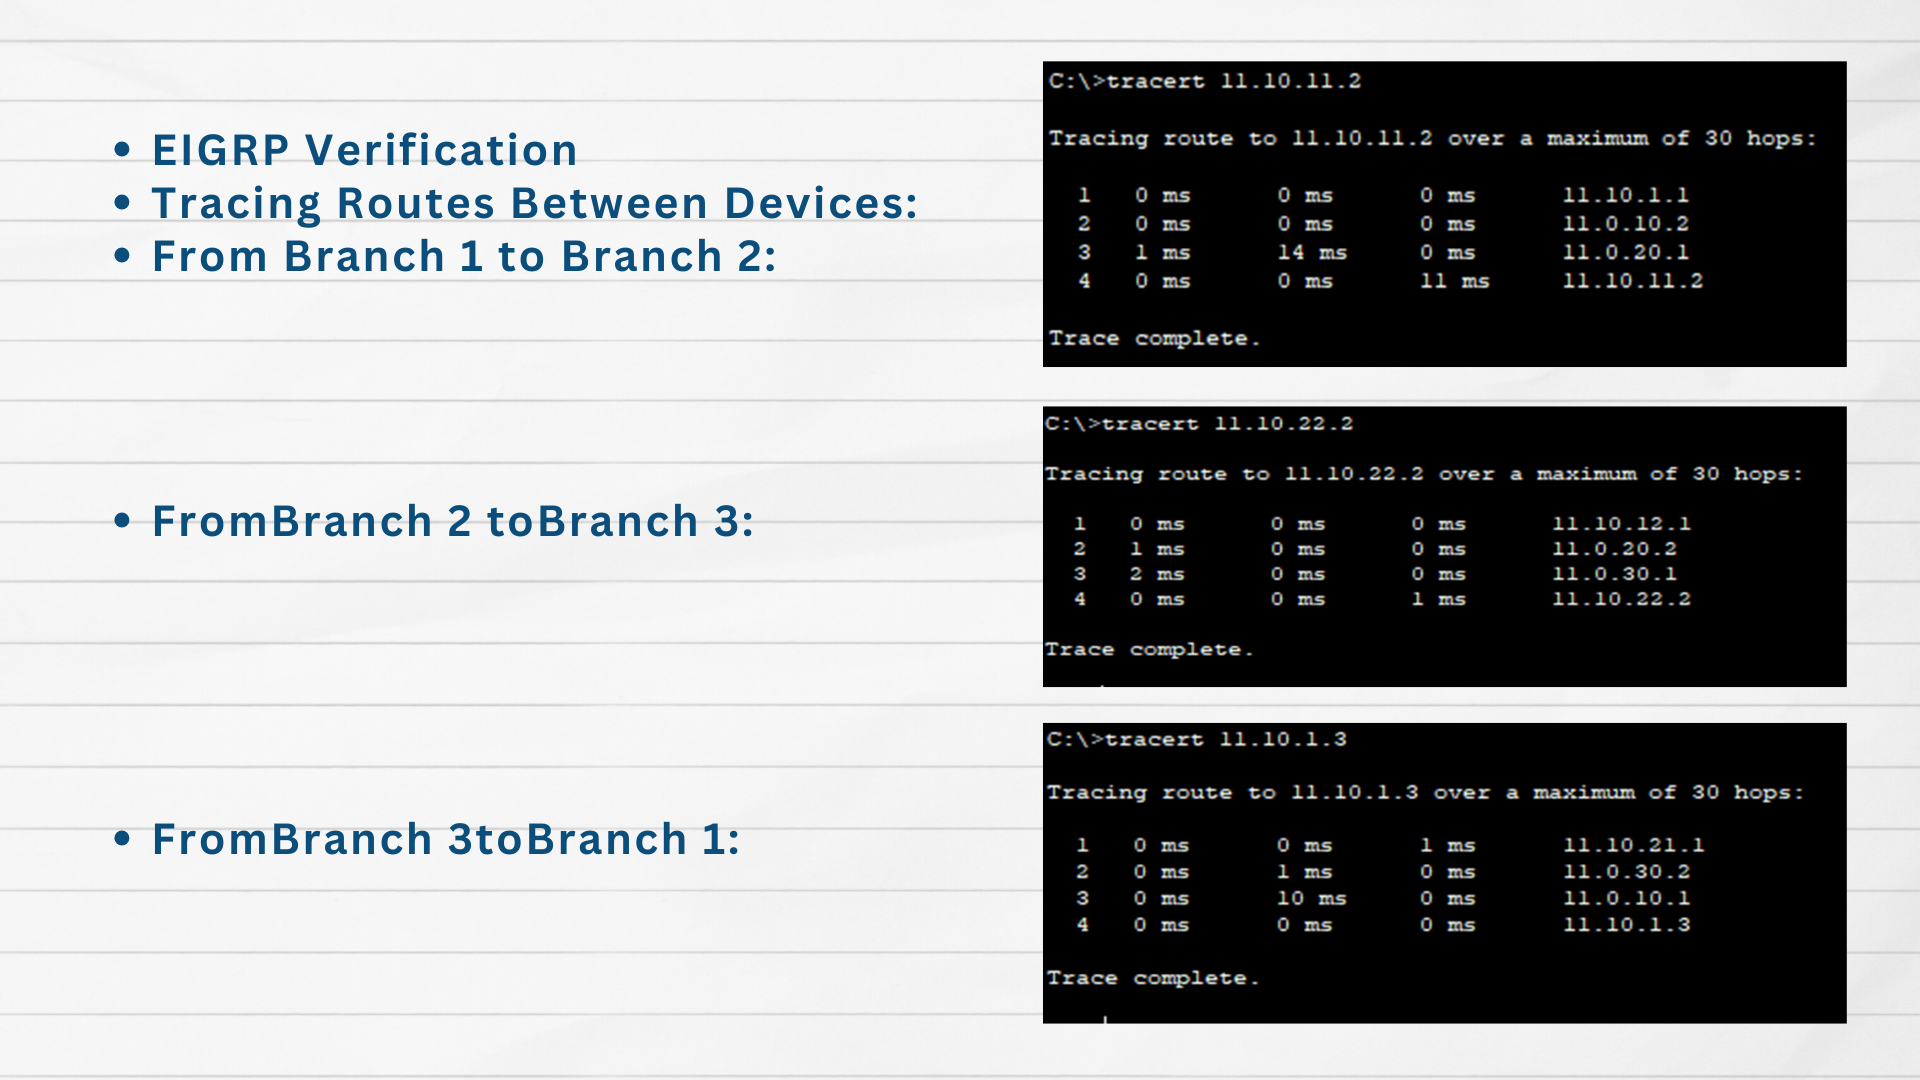 • EIGRP Verification
• Tracing Routes Between Devices:
• From Branch 1 to Branch 2:
C:\>tracert 11.10.11.2
Tracing route to 11.10.11.2 over a maximum of 30 hops:
1 0 ms 0 ms 0 ms 11.10.1.1
2 0 ms 0 ms 0 ms 11.0.10.2
3 1 ms 14 ms 0 ms 11.0.20.1
4 0 ms 0 ms 11 ms 11.10.11.2
Trace complete.
• FromBranch 2 toBranch 3:
C:\>tracert 11.10.22.2
Tracing route to 11.10.22.2 over a maximum of 30 hops:
1 0 ms 0 ms 0 ms 11.10.12.1
2 1 ms 0 ms 0 ms 11.0.20.2
3 2 ms 0 ms 0 ms 11.0.30.1
4 0 ms 0 ms 1 ms 11.10.22.2
Trace complete.
• FromBranch 3toBranch 1:
C:\>tracert 11.10.1.3
Tracing route to 11.10.1.3 over a maximum of 30 hops:
1 0 ms 0 ms 1 ms 11.10.21.1
2 0 ms 1 ms 0 ms 11.0.30.2
3 0 ms 10 ms 0 ms 11.0.10.1
4 0 ms 0 ms 0 ms 11.10.1.3
Trace complete.